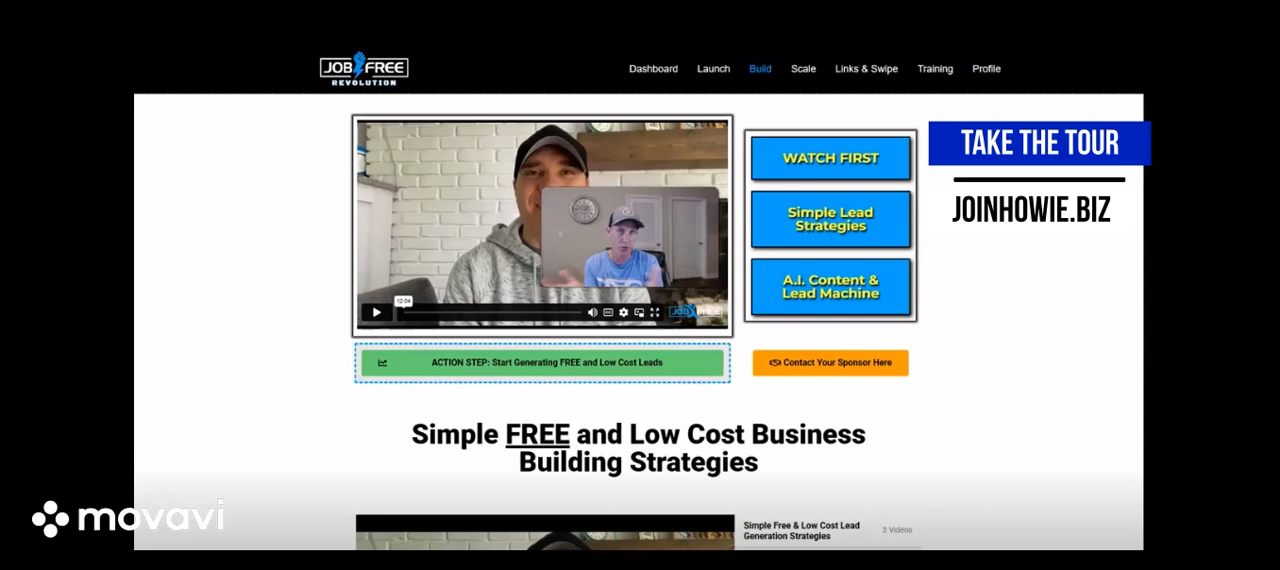 JOB FREE
REVOLUTION
Dashboard Launch Build Scale Links & Swipe Training Profile
WATCH FIRST
Simple Lead
Strategies
A.I. Content &
Lead Machine
TAKE THE TOUR
JOINHOWIE.BIZ
12:04
CC
JOB FREE
ACTION STEP: Start Generating FREE and Low Cost Leads
Contact Your Sponsor Here
Simple FREE and Low Cost Business
Building Strategies
movavi
Simple Free & Low Cost Lead
Generation Strategies
3 Videos